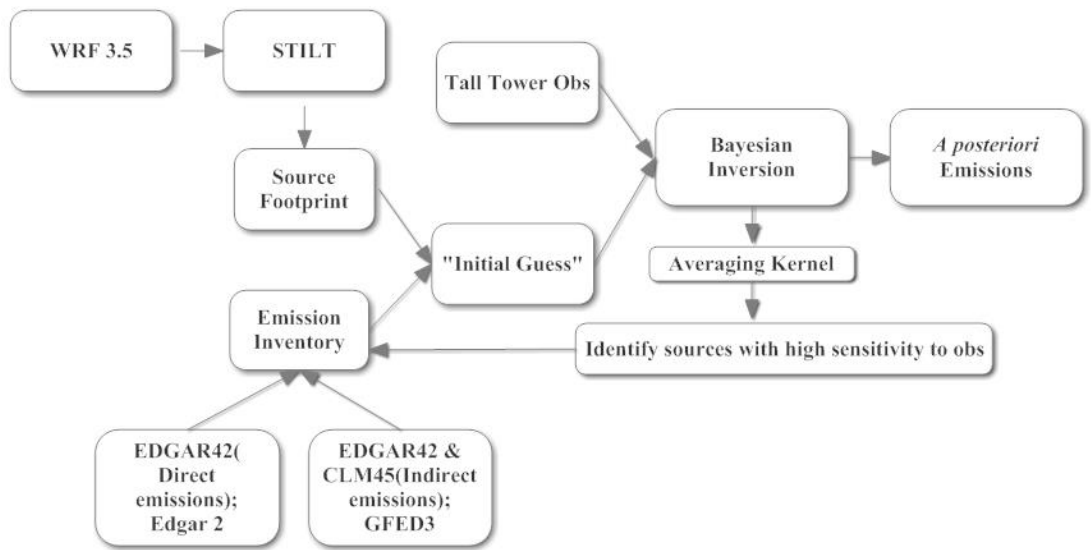 WRF 3.5
STILT
Tall Tower Obs
Bayesian
Inversion
A posteriori
Emissions
Source
Footprint
"Initial Guess"
Averaging Kernel
Emission
Inventory
Identify sources with high sensitivity to obs
EDGAR42(
Direct
emissions);
Edgar 2
EDGAR42 &
CLM45(Indirect
emissions);
GFED3